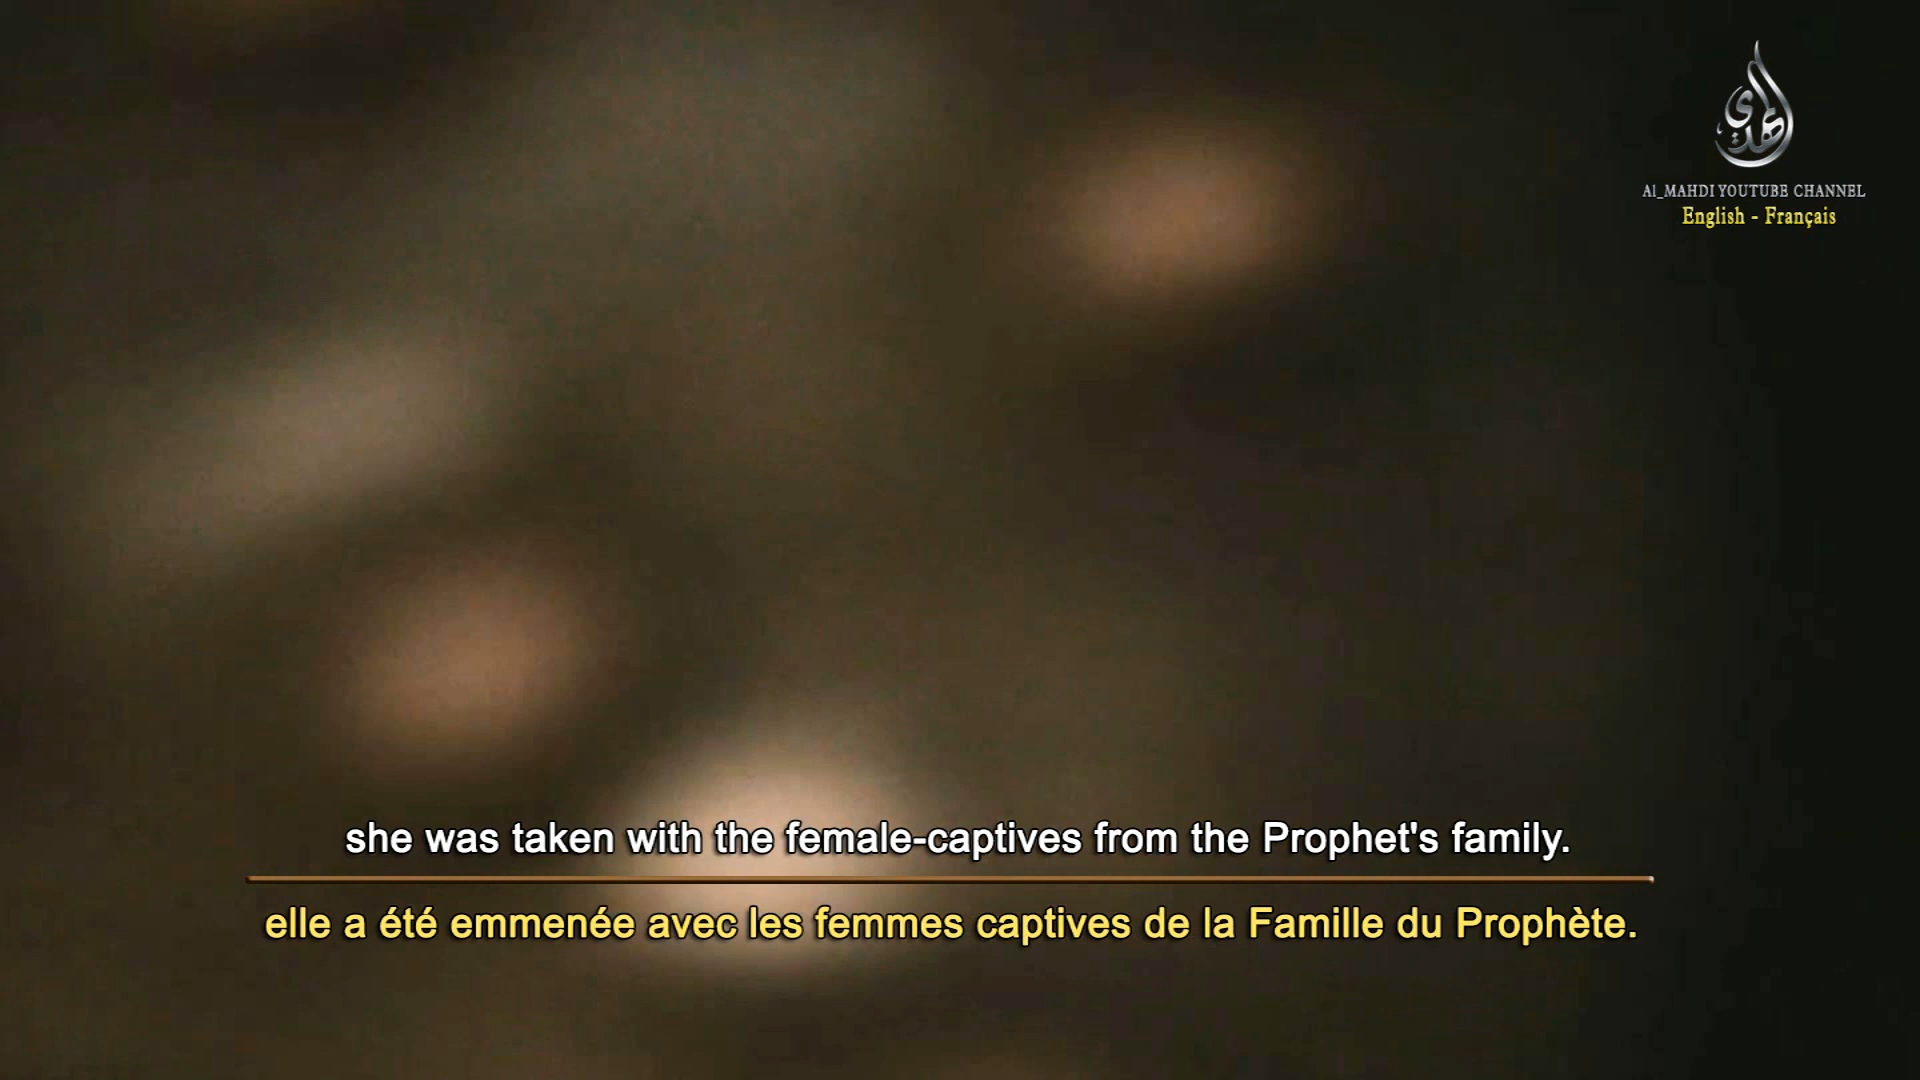 المهدي
Al_MAHDI YOUTUBE CHANNEL
English - Français
she was taken with the female-captives from the Prophet's family.
elle a été emmenée avec les femmes captives de la Famille du Prophète.